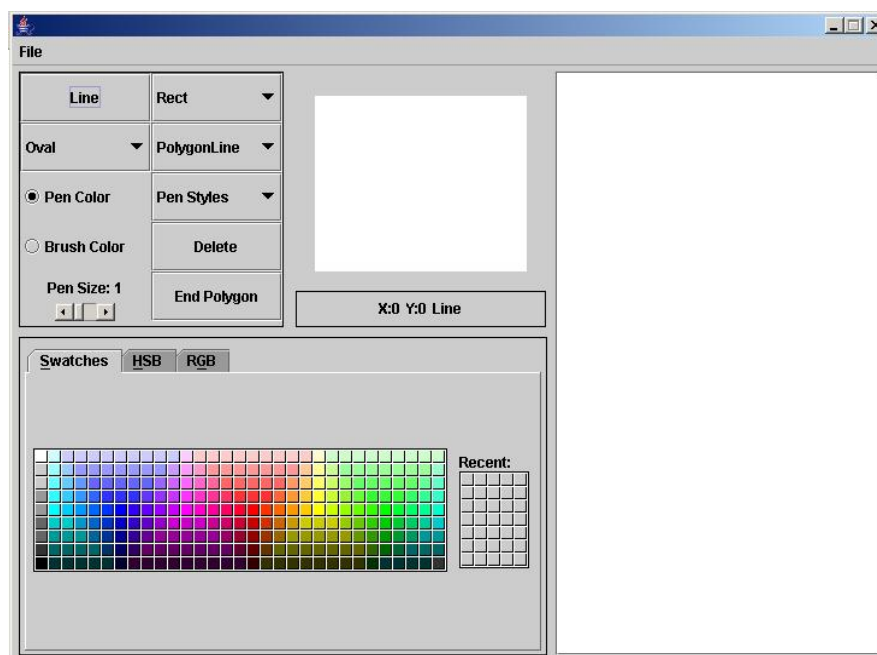 File
Line Rect
Oval PolygonLine
Pen Color Pen Styles
Brush Color Delete
Pen Size: 1 End Polygon
X:0 Y:0 Line
Swatches HSB RGB
Recent: